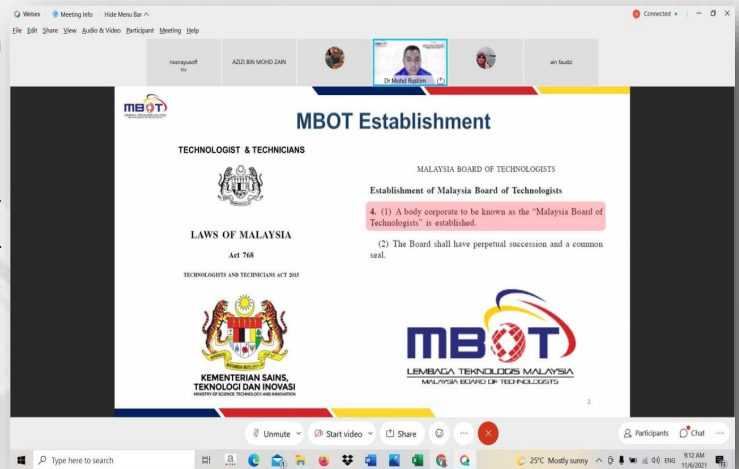 Webex
Meeting Info
Hide Menu Bar
Connected
File Edit Share View Audio & Video Participant Meeting Help
noorayusoff
Me
AZIZI BIN MOHD ZAIN
Dr Mohd Rustim
ain faudzi
MBOT
MBOT Establishment
TECHNOLOGIST & TECHNICIANS
LAWS OF MALAYSIA
Act 768
TECHNOLOGISTS AND TECHNICIANS ACT 2015
KEMENTERIAN SAINS,
TEKNOLOGI DAN INOVASI
MINISTRY OF SCIENCE, TECHNOLOGY AND INNOVATION
MALAYSIA BOARD OF TECHNOLOGISTS
Establishment of Malaysia Board of Technologists
4. (1) A body corporate to be known as the “Malaysia Board of
Technologists” is established.
(2) The Board shall have perpetual succession and a common
seal.
MBOT
LEMBAGA TEKNOLOGIS MALAYSIA
MALAYSIA BOARD OF TECHNOLOGISTS
2
Unmute
Start video
Share
Participants
Chat
Type here to search
25°C Mostly sunny
ENG
9:12 AM
11/6/2021